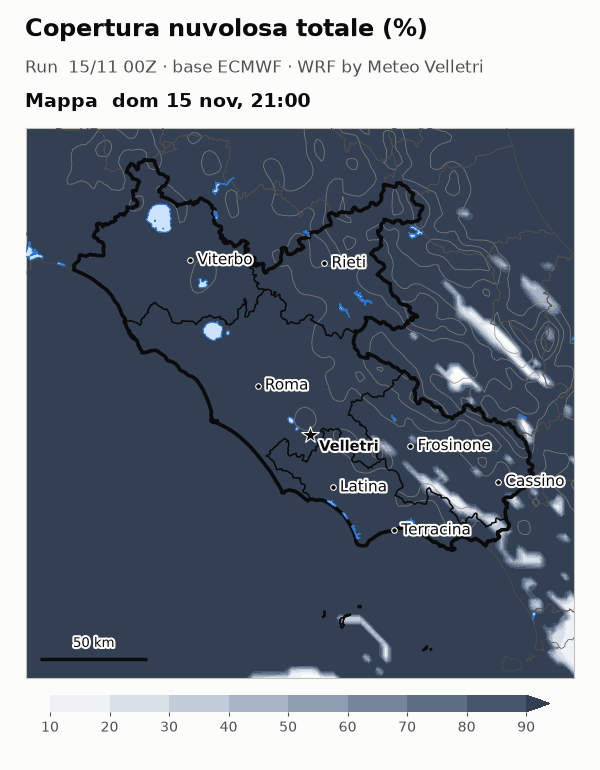 Copertura nuvolosa totale (%)
Run 15/11 00Z · base ECMWF · WRF by Meteo Velletri
Mappa dom 15 nov, 21:00
Viterbo
Rieti
Roma
Velletri
Frosinone
Cassino
Latina
Terracina
50 km
10 20 30 40 50 60 70 80 90